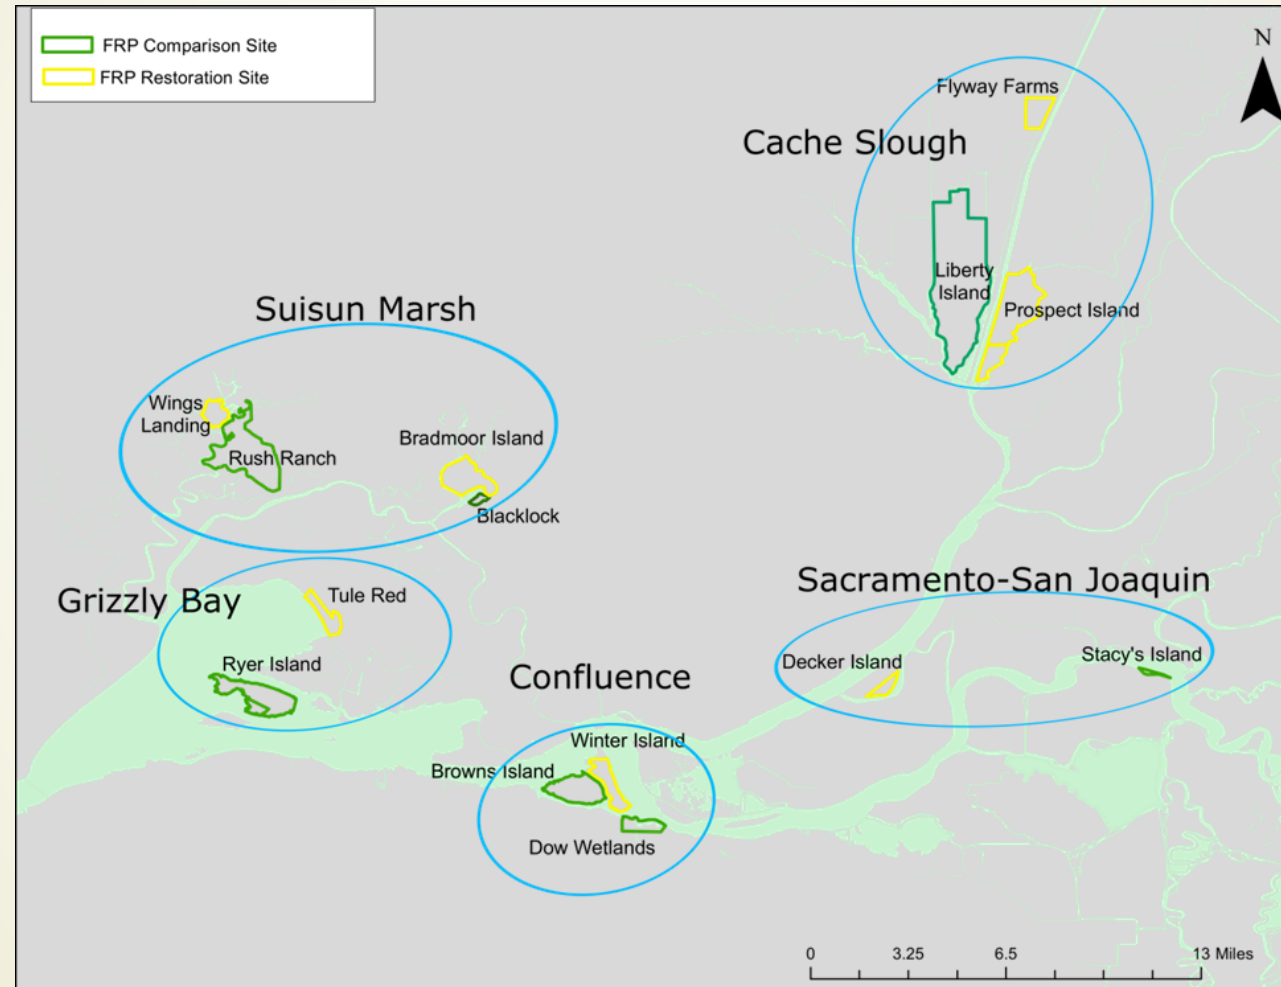 FRP Comparison Site
FRP Restoration Site
N
Flyway Farms
Cache Slough
Liberty
Island
Prospect Island
Suisun Marsh
Wings
Landing
Rush Ranch
Bradmoor Island
Blacklock
Grizzly Bay
Tule Red
Ryer Island
Sacramento-San Joaquin
Decker Island
Stacy's Island
Confluence
Winter Island
Browns Island
Dow Wetlands
0 3.25 6.5 13 Miles